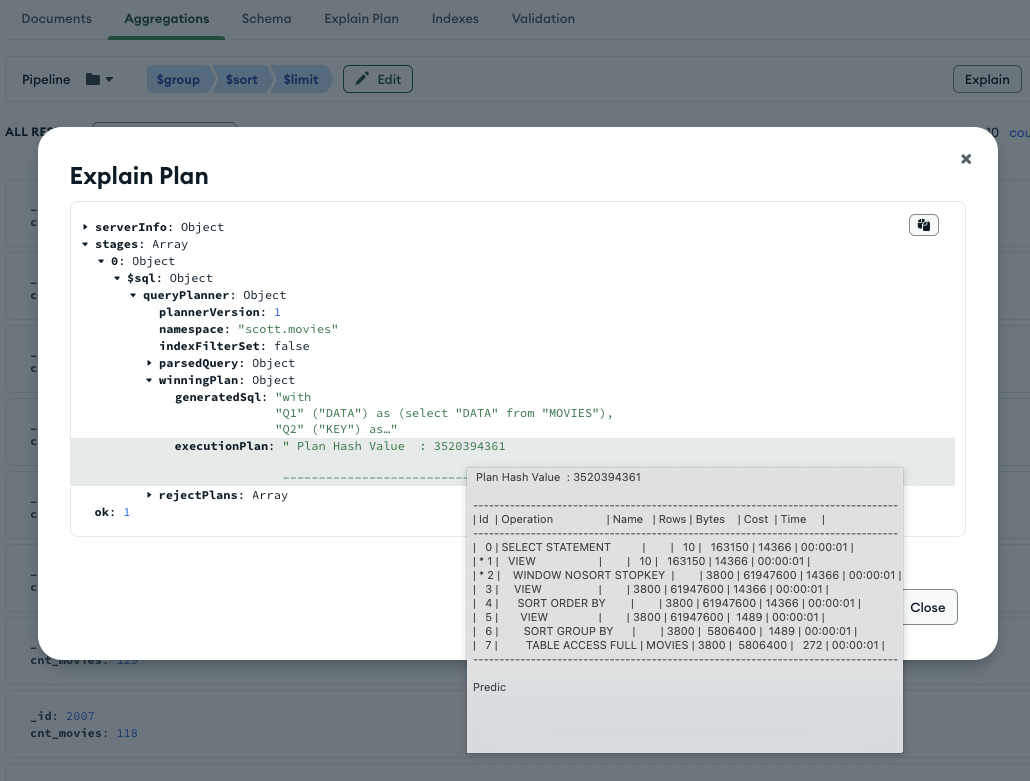 Documents Aggregations Schema Explain Plan Indexes Validation
Pipeline $group $sort $limit Edit Explain
ALL RES 10 cou
Explain Plan
serverInfo: Object
stages: Array
0: Object
$sql: Object
queryPlanner: Object
plannerVersion: 1
namespace: "scott.movies"
indexFilterSet: false
parsedQuery: Object
winningPlan: Object
generatedSql: "with
"Q1" ("DATA") as (select "DATA" from "MOVIES"),
"Q2" ("KEY") as…"
executionPlan: " Plan Hash Value  : 3520394361
--------------------------
rejectPlans: Array
ok: 1
Plan Hash Value  : 3520394361
-------------------------------------------------------------------------------------
| Id  | Operation                 | Name   | Rows | Bytes    | Cost  | Time     |
-------------------------------------------------------------------------------------
|   0 | SELECT STATEMENT          |        |   10 |   163150 | 14366 | 00:00:01 |
| * 1 |   VIEW                    |        |   10 |   163150 | 14366 | 00:00:01 |
| * 2 |    WINDOW NOSORT STOPKEY  |        | 3800 | 61947600 | 14366 | 00:00:01 |
|   3 |     VIEW                  |        | 3800 | 61947600 | 14366 | 00:00:01 |
|   4 |      SORT ORDER BY        |        | 3800 | 61947600 | 14366 | 00:00:01 |
|   5 |       VIEW                |        | 3800 | 61947600 |  1489 | 00:00:01 |
|   6 |        SORT GROUP BY      |        | 3800 |  5806400 |  1489 | 00:00:01 |
|   7 |         TABLE ACCESS FULL | MOVIES | 3800 |  5806400 |   272 | 00:00:01 |
-------------------------------------------------------------------------------------
Predic
Close
cnt_movies: 129
_id: 2007
cnt_movies: 118